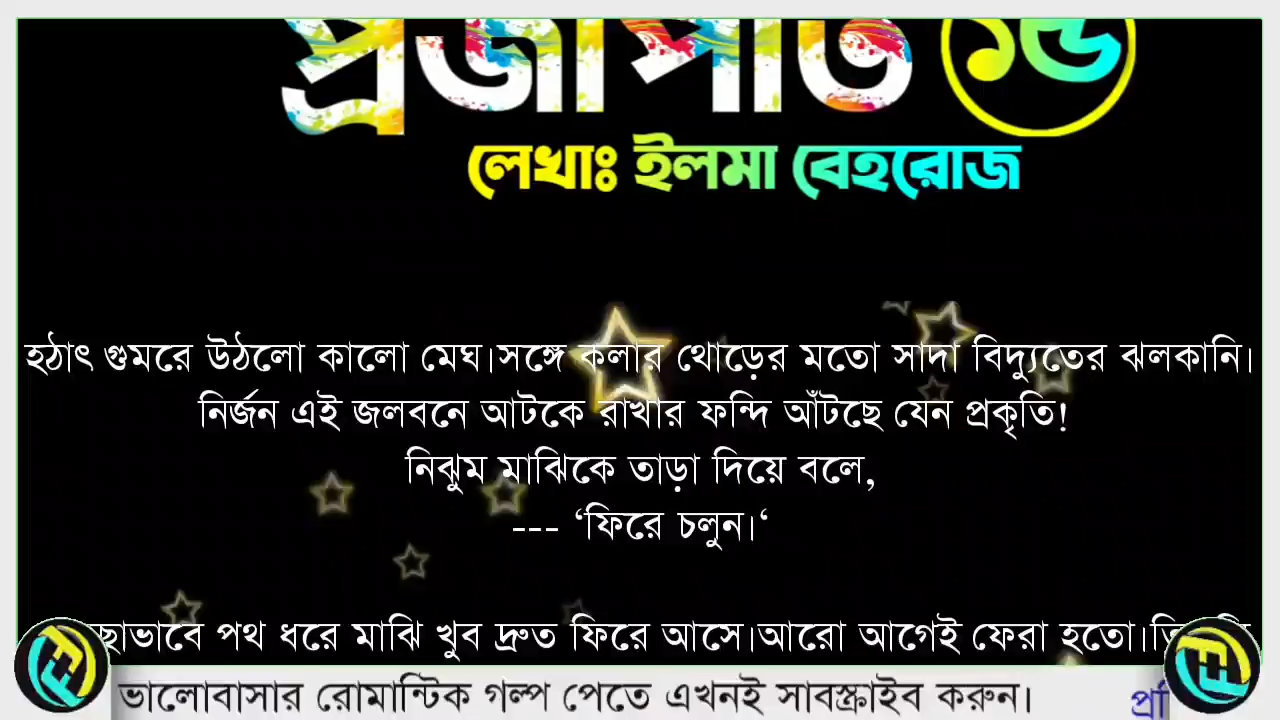 প্রজাপতি ১৬
লেখাঃ ইলমা বেহরোজ
হঠাৎ গুমরে উঠলো কালো মেঘ।সঙ্গে কলার থোড়ের মতো সাদা বিদ্যুতের ঝলকানি।
নির্জন এই জলবনে আটকে রাখার ফন্দি আঁটছে যেন প্রকৃতি!
নিঝুম মাঝিকে তাড়া দিয়ে বলে,
--- ‘ফিরে চলুন।‘
পথ ধরে মাঝি খুব দ্রুত ফিরে আসে।আরো আগেই ফেরা হতো।
ভালোবাসার রোমান্টিক গল্প পেতে এখনই সাবস্ক্রাইব করুন।